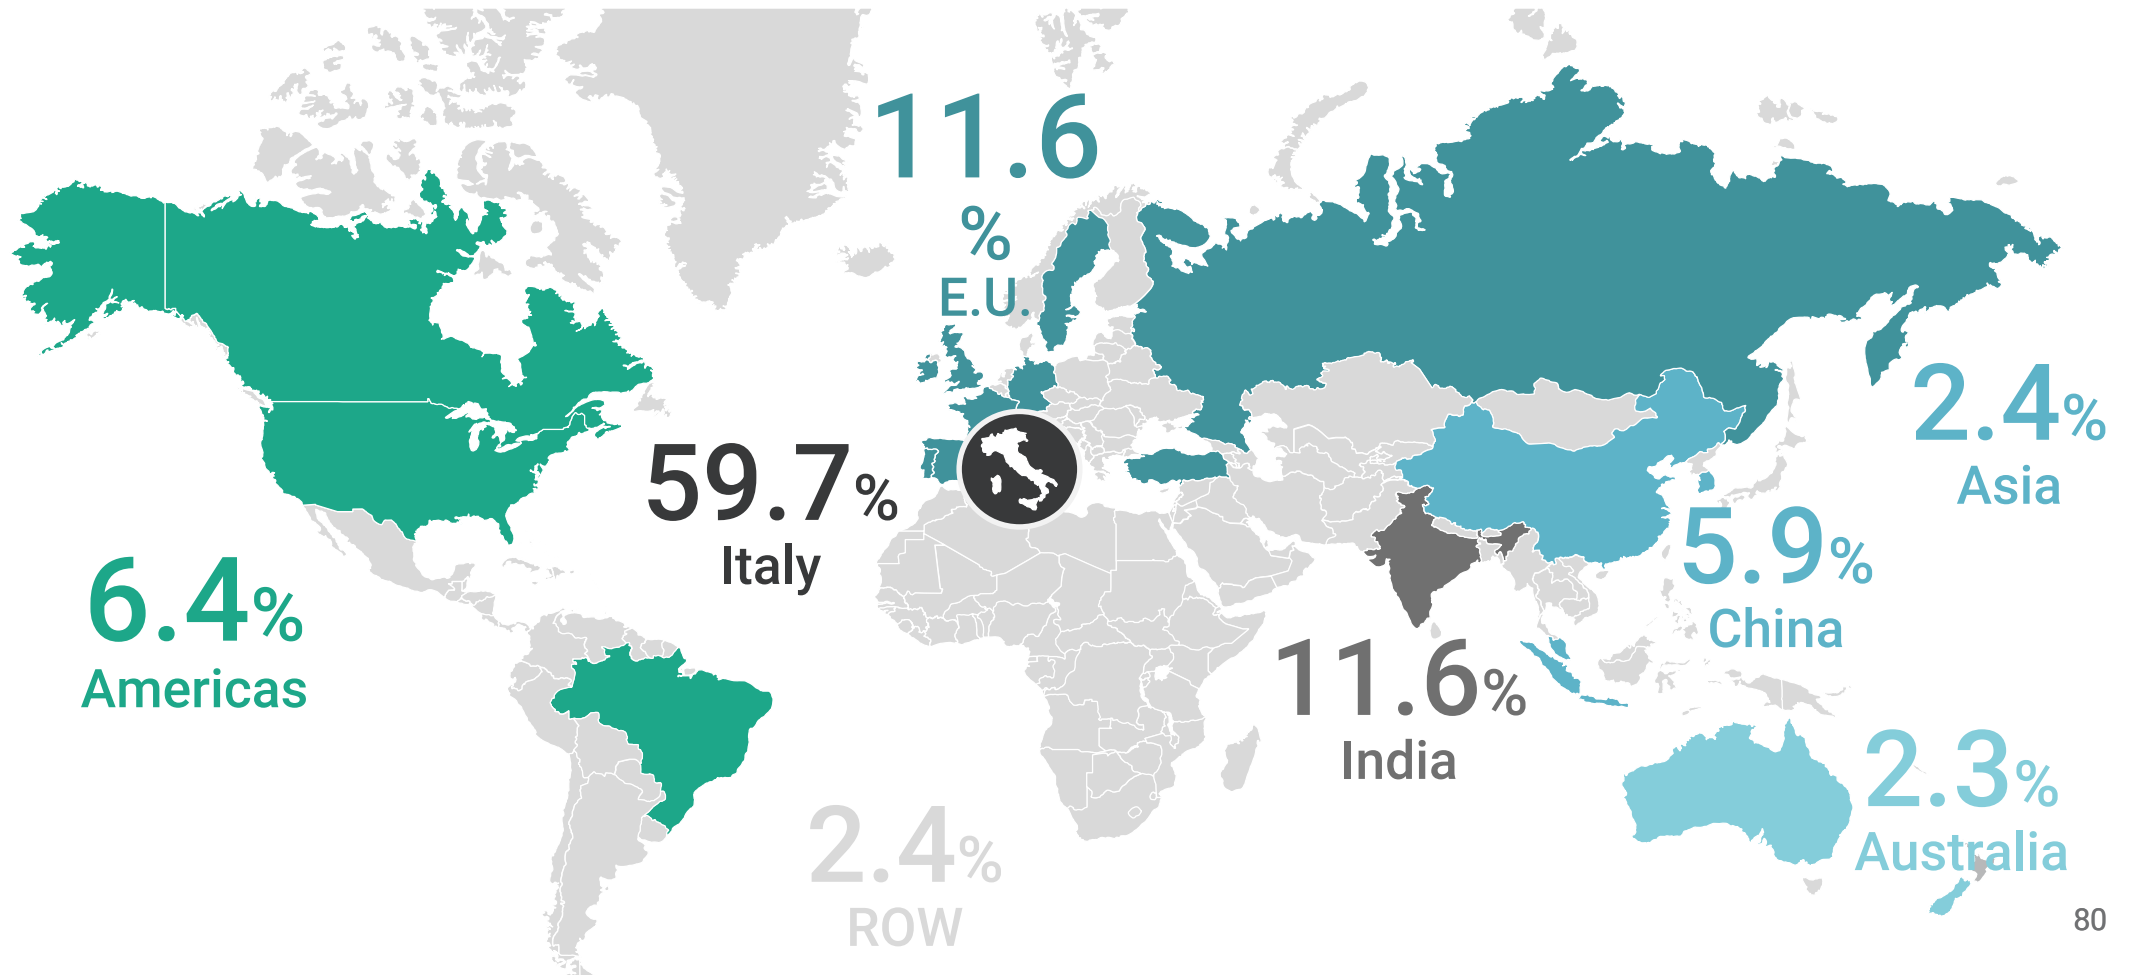 11.6
%
E.U.
2.4%
Asia
59.7%
Italy
5.9%
China
6.4%
Americas
11.6%
India
2.3%
Australia
2.4%
ROW
80